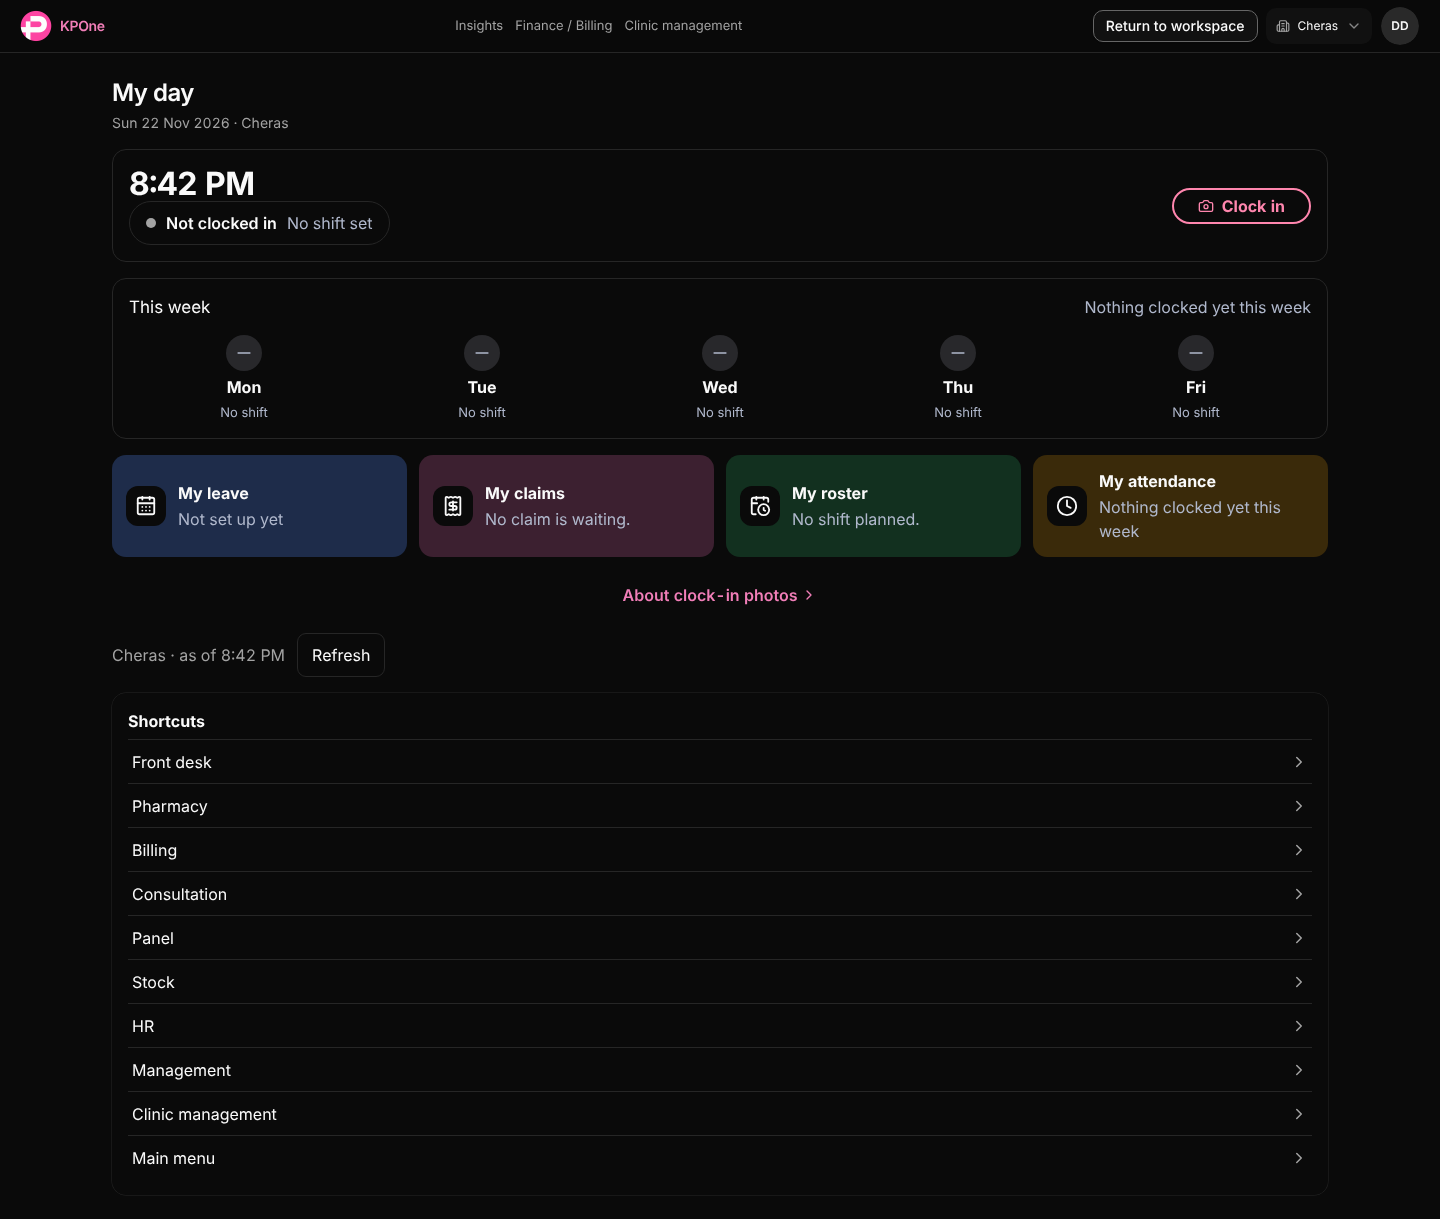 KPOne
Insights
Finance / Billing
Clinic management
Return to workspace
Cheras
DD
My day
Sun 22 Nov 2026 · Cheras
8:42 PM
Not clocked in No shift set
Clock in
This week
Nothing clocked yet this week
Mon
No shift
Tue
No shift
Wed
No shift
Thu
No shift
Fri
No shift
My leave
Not set up yet
My claims
No claim is waiting.
My roster
No shift planned.
My attendance
Nothing clocked yet this
week
About clock-in photos
Cheras · as of 8:42 PM
Refresh
Shortcuts
Front desk
Pharmacy
Billing
Consultation
Panel
Stock
HR
Management
Clinic management
Main menu